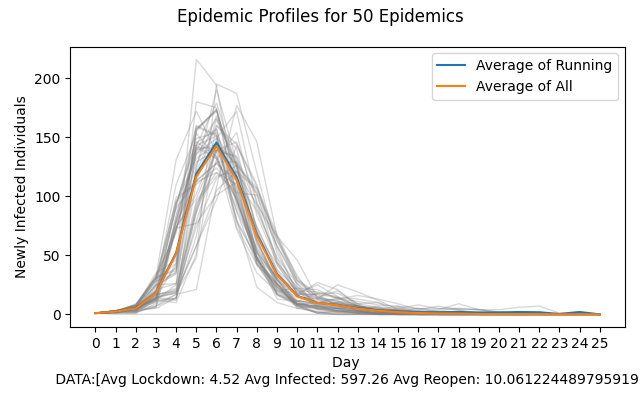 Epidemic Profiles for 50 Epidemics
Average of Running
Average of All
Newly Infected Individuals
200
150
100
50
0
0 1 2 3 4 5 6 7 8 9 10 11 12 13 14 15 16 17 18 19 20 21 22 23 24 25
Day
DATA:[Avg Lockdown: 4.52 Avg Infected: 597.26 Avg Reopen: 10.061224489795919